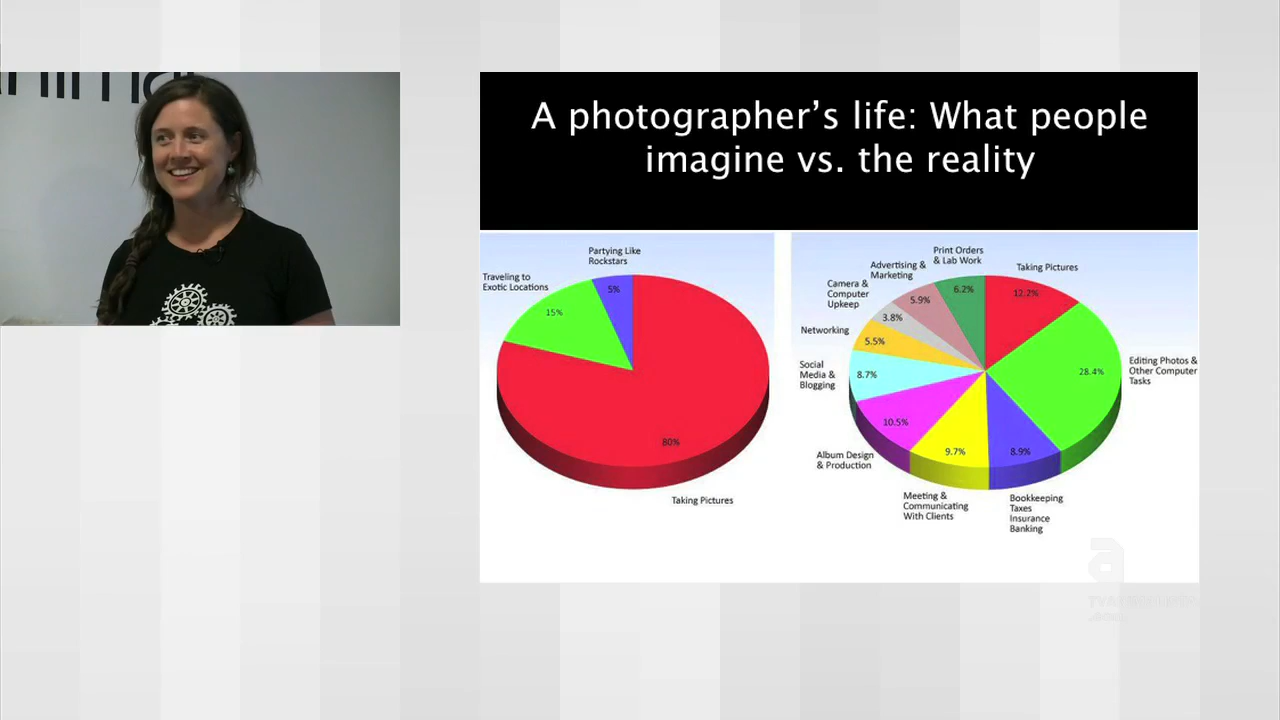 A photographer’s life: What people
imagine vs. the reality
Partying Like
Rockstars
5%
Traveling to
Exotic Locations
15%
80%
Taking Pictures
Print Orders
& Lab Work
6.2%
Taking Pictures
12.2%
Advertising &
Marketing
5.9%
Camera &
Computer
Upkeep
3.8%
Networking
5.5%
Social
Media &
Blogging
8.7%
Editing Photos &
Other Computer
Tasks
28.4%
Album Design
& Production
10.5%
9.7%
Meeting &
Communicating
With Clients
8.9%
Bookkeeping
Taxes
Insurance
Banking